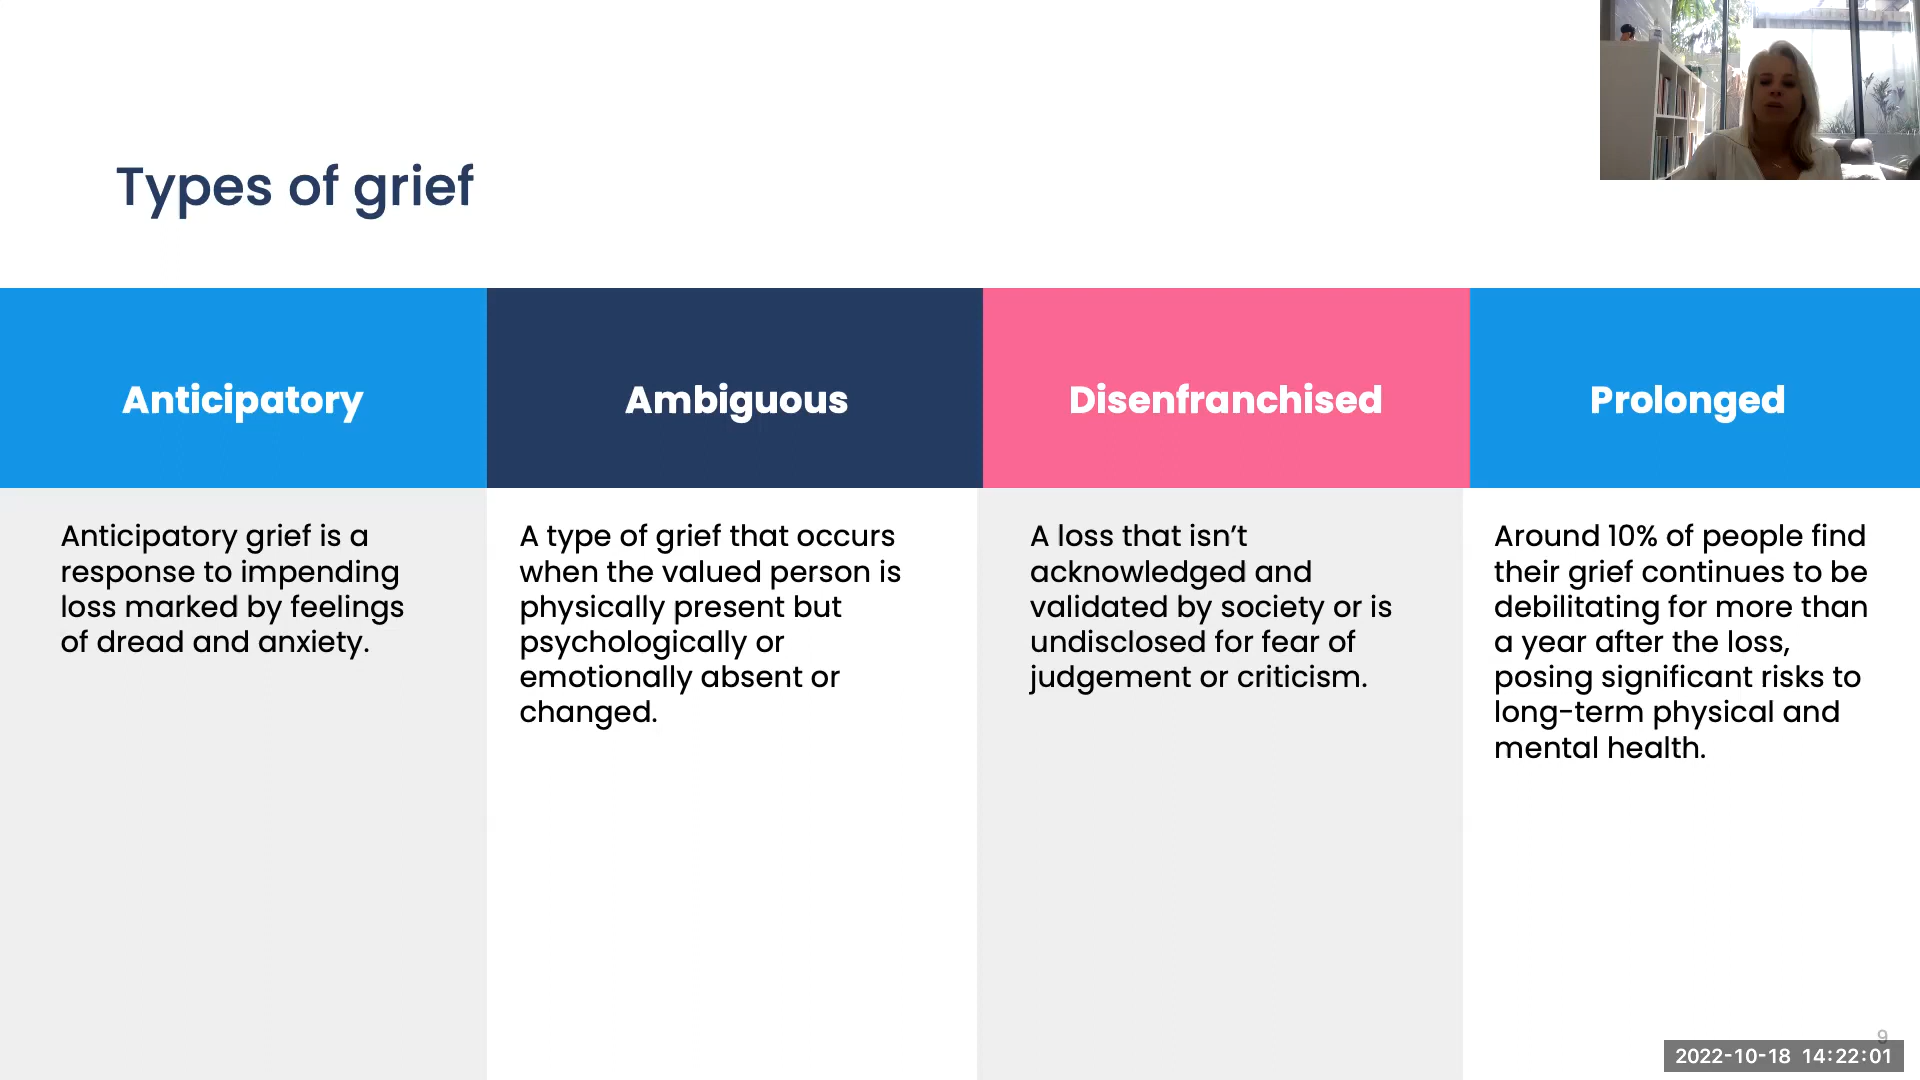 Types of grief
Anticipatory
Ambiguous
Disenfranchised
Prolonged
Anticipatory grief is a
response to impending
loss marked by feelings
of dread and anxiety.
A type of grief that occurs
when the valued person is
physically present but
psychologically or
emotionally absent or
changed.
A loss that isn’t
acknowledged and
validated by society or is
undisclosed for fear of
judgement or criticism.
Around 10% of people find
their grief continues to be
debilitating for more than
a year after the loss,
posing significant risks to
long-term physical and
mental health.
9
2022-10-18 14:22:01